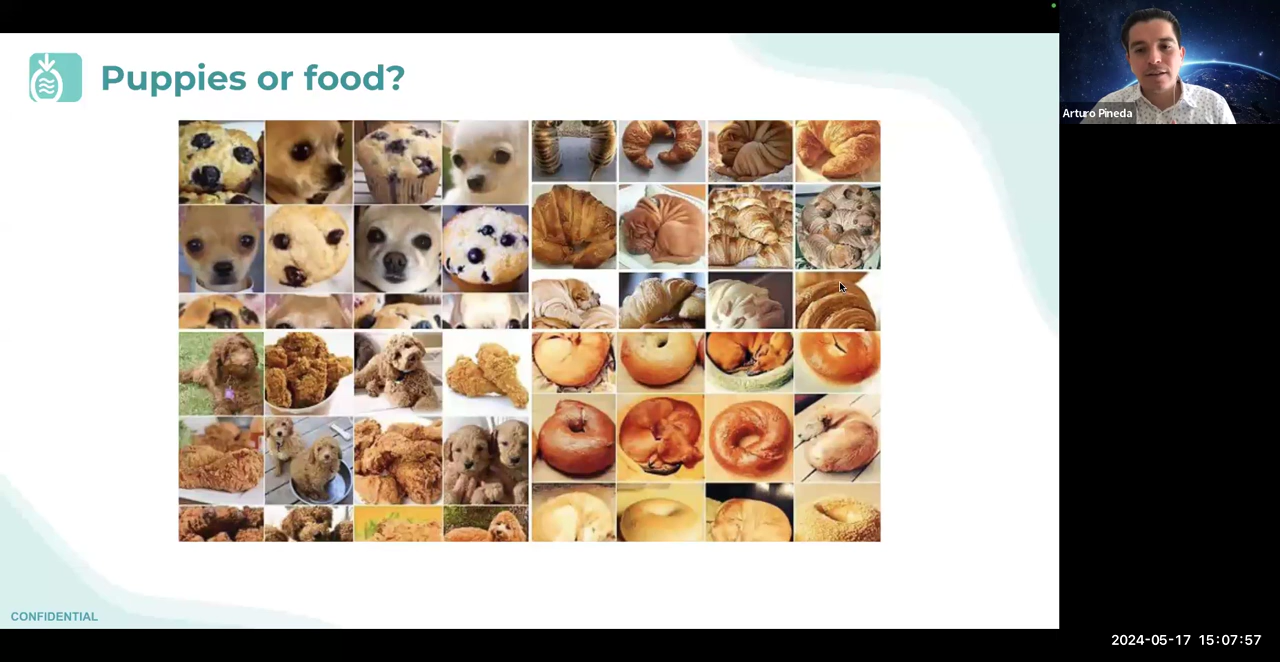 Puppies or food?
Arturo Pineda
CONFIDENTIAL
2024-05-17 15:07:57